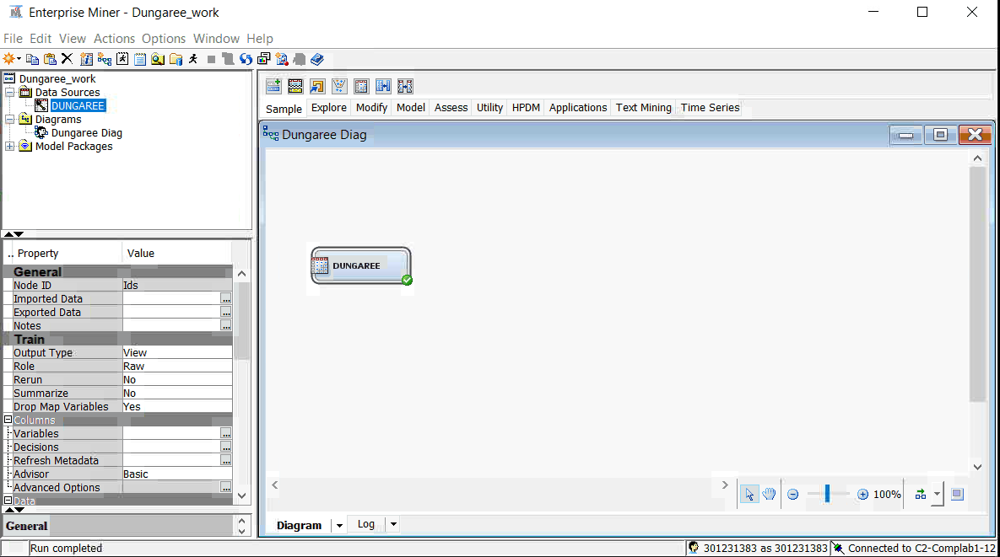 Enterprise Miner - Dungaree_work
File Edit View Actions Options Window Help
Dungaree_work
Data Sources
DUNGAREE
Diagrams
Dungaree Diag
Model Packages
.. Property Value
General
Node ID Ids
Imported Data ...
Exported Data ...
Notes ...
Train
Output Type View
Role Raw
Rerun No
Summarize No
Drop Map Variables Yes
Columns
Variables ...
Decisions ...
Refresh Metadata ...
Advisor Basic
Advanced Options ...
Data
General
Sample Explore Modify Model Assess Utility HPDM Applications Text Mining Time Series
Dungaree Diag
DUNGAREE
100%
Diagram Log
Run completed
301231383 as 301231383 Connected to C2-Complab1-12